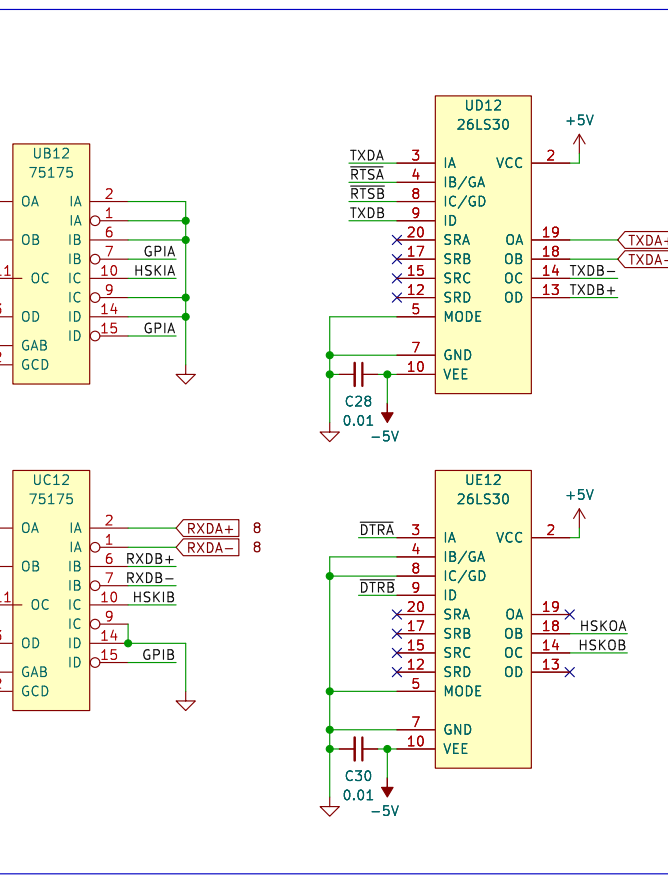 UB12
75175
OA IA 2
IA 1
OB IB 6
IB 7 GPIA
OC IC 10 HSKIA
IC 9
OD ID 14
ID 15 GPIA
GAB
GCD
UD12
26LS30
+5V
TXDA 3 IA VCC 2
RTSA 4 IB/GA
RTSB 8 IC/GD
TXDB 9 ID
20 SRA OA 19 TXDA+
17 SRB OB 18 TXDA-
15 SRC OC 14 TXDB-
12 SRD OD 13 TXDB+
5 MODE
7 GND
10 VEE
C28
0.01
-5V
UC12
75175
OA IA 2 RXDA+ 8
IA 1 RXDA- 8
OB IB 6 RXDB+
IB 7 RXDB-
OC IC 10 HSKIB
IC 9
OD ID 14
ID 15 GPIB
GAB
GCD
UE12
26LS30
+5V
DTRA 3 IA VCC 2
4 IB/GA
8 IC/GD
DTRB 9 ID
20 SRA OA 19
17 SRB OB 18 HSKOA
15 SRC OC 14 HSKOB
12 SRD OD 13
5 MODE
7 GND
10 VEE
C30
0.01
-5V